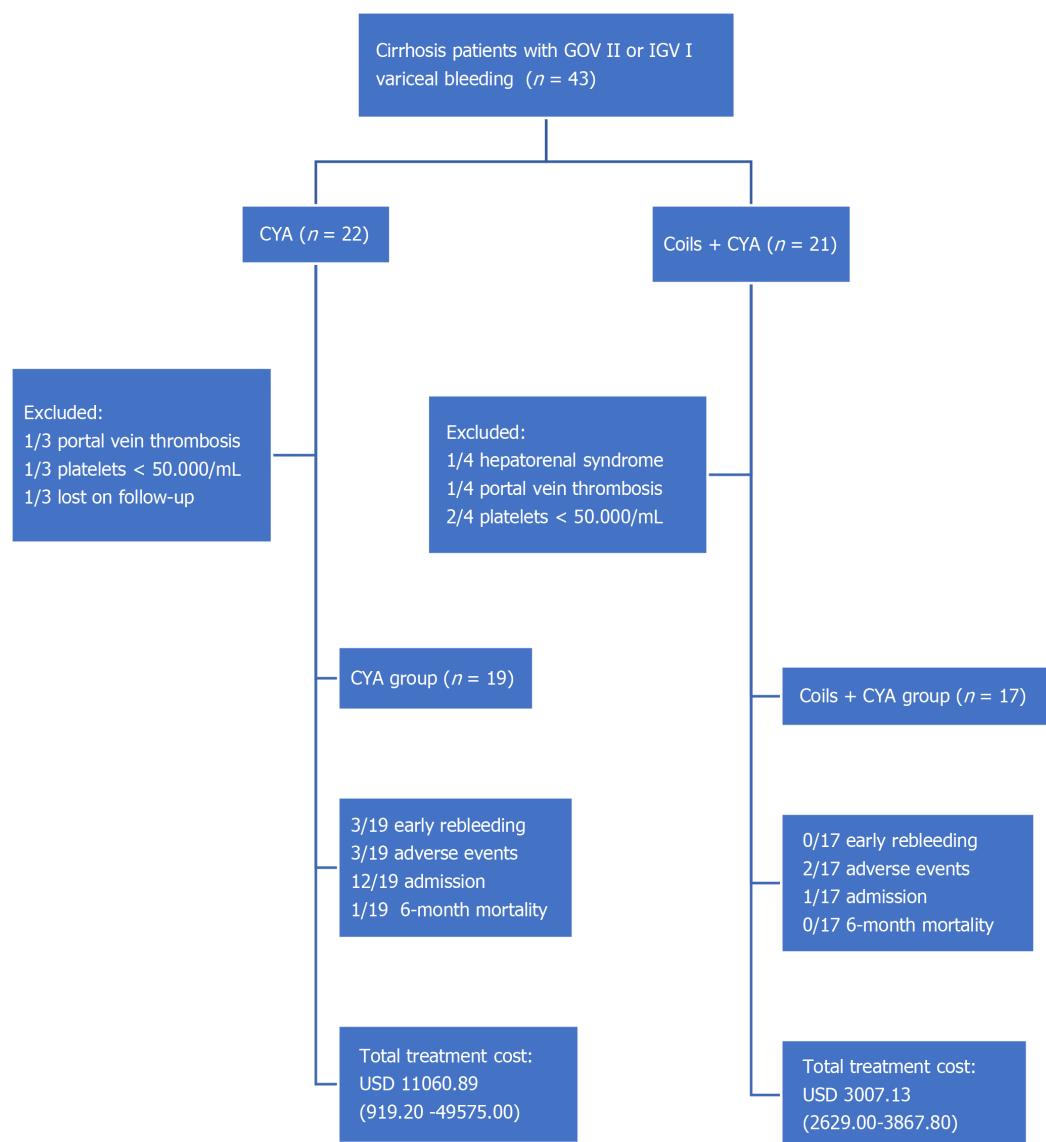 Cirrhosis patients with GOV II or IGV I
variceal bleeding (n = 43)
CYA (n = 22)
Coils + CYA (n = 21)
Excluded:
1/3 portal vein thrombosis
1/3 platelets < 50.000/mL
1/3 lost on follow-up
Excluded:
1/4 hepatorenal syndrome
1/4 portal vein thrombosis
2/4 platelets < 50.000/mL
CYA group (n = 19)
Coils + CYA group (n = 17)
3/19 early rebleeding
3/19 adverse events
12/19 admission
1/19 6-month mortality
0/17 early rebleeding
2/17 adverse events
1/17 admission
0/17 6-month mortality
Total treatment cost:
USD 11060.89
(919.20 -49575.00)
Total treatment cost:
USD 3007.13
(2629.00-3867.80)